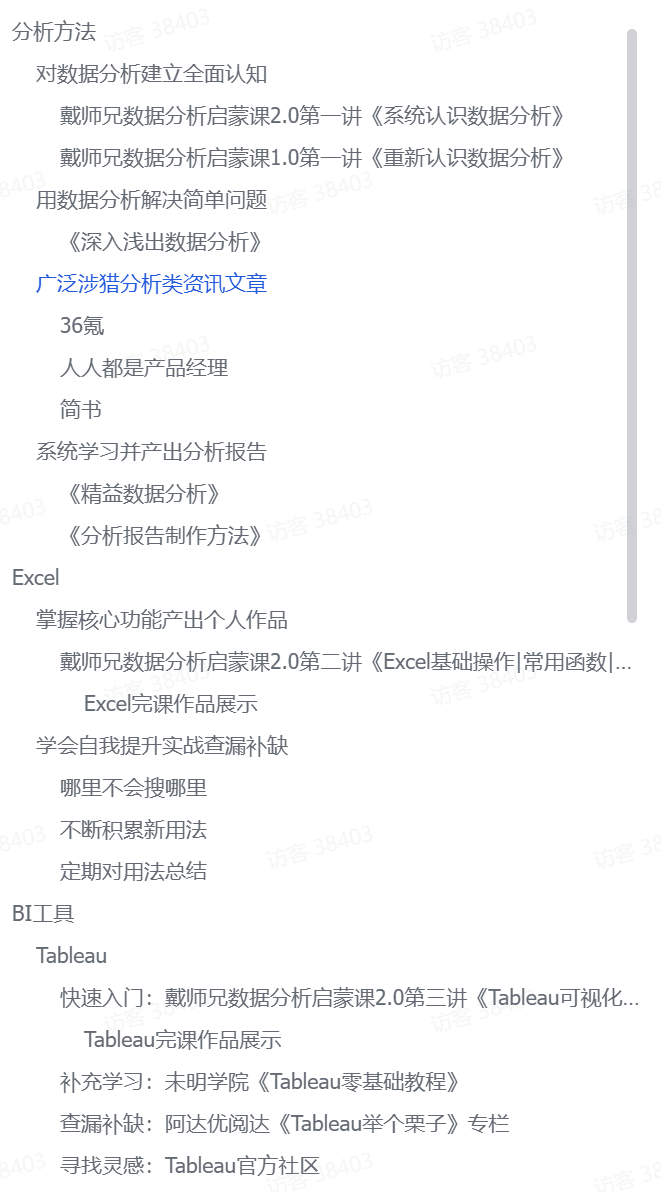 分析方法
对数据分析建立全面认知
戴师兄数据分析启蒙课2.0第一讲《系统认识数据分析》
戴师兄数据分析启蒙课1.0第一讲《重新认识数据分析》
用数据分析解决简单问题
《深入浅出数据分析》
广泛涉猎分析类资讯文章
36氪
人人都是产品经理
简书
系统学习并产出分析报告
《精益数据分析》
《分析报告制作方法》
Excel
掌握核心功能产出个人作品
戴师兄数据分析启蒙课2.0第二讲《Excel基础操作|常用函数|...
Excel完课作品展示
学会自我提升实战查漏补缺
哪里不会搜哪里
不断积累新用法
定期对用法总结
BI工具
Tableau
快速入门：戴师兄数据分析启蒙课2.0第三讲《Tableau可视化...
Tableau完课作品展示
补充学习：未明学院《Tableau零基础教程》
查漏补缺：阿达优阅达《Tableau举个栗子》专栏
寻找灵感：Tableau官方社区
访客 38403